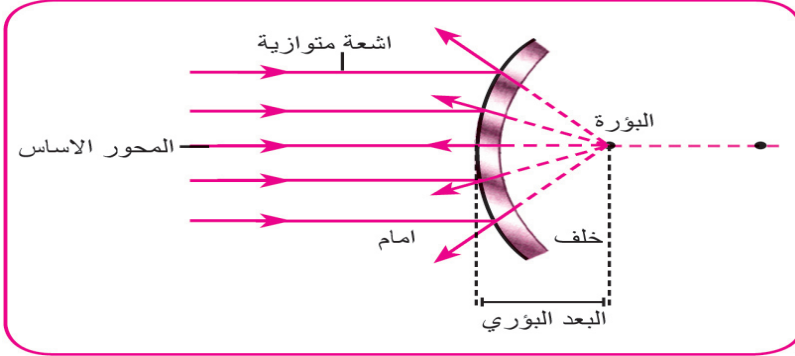 اشعة متوازية
البؤرة
المحور الاساس
امام
خلف
البعد البؤري